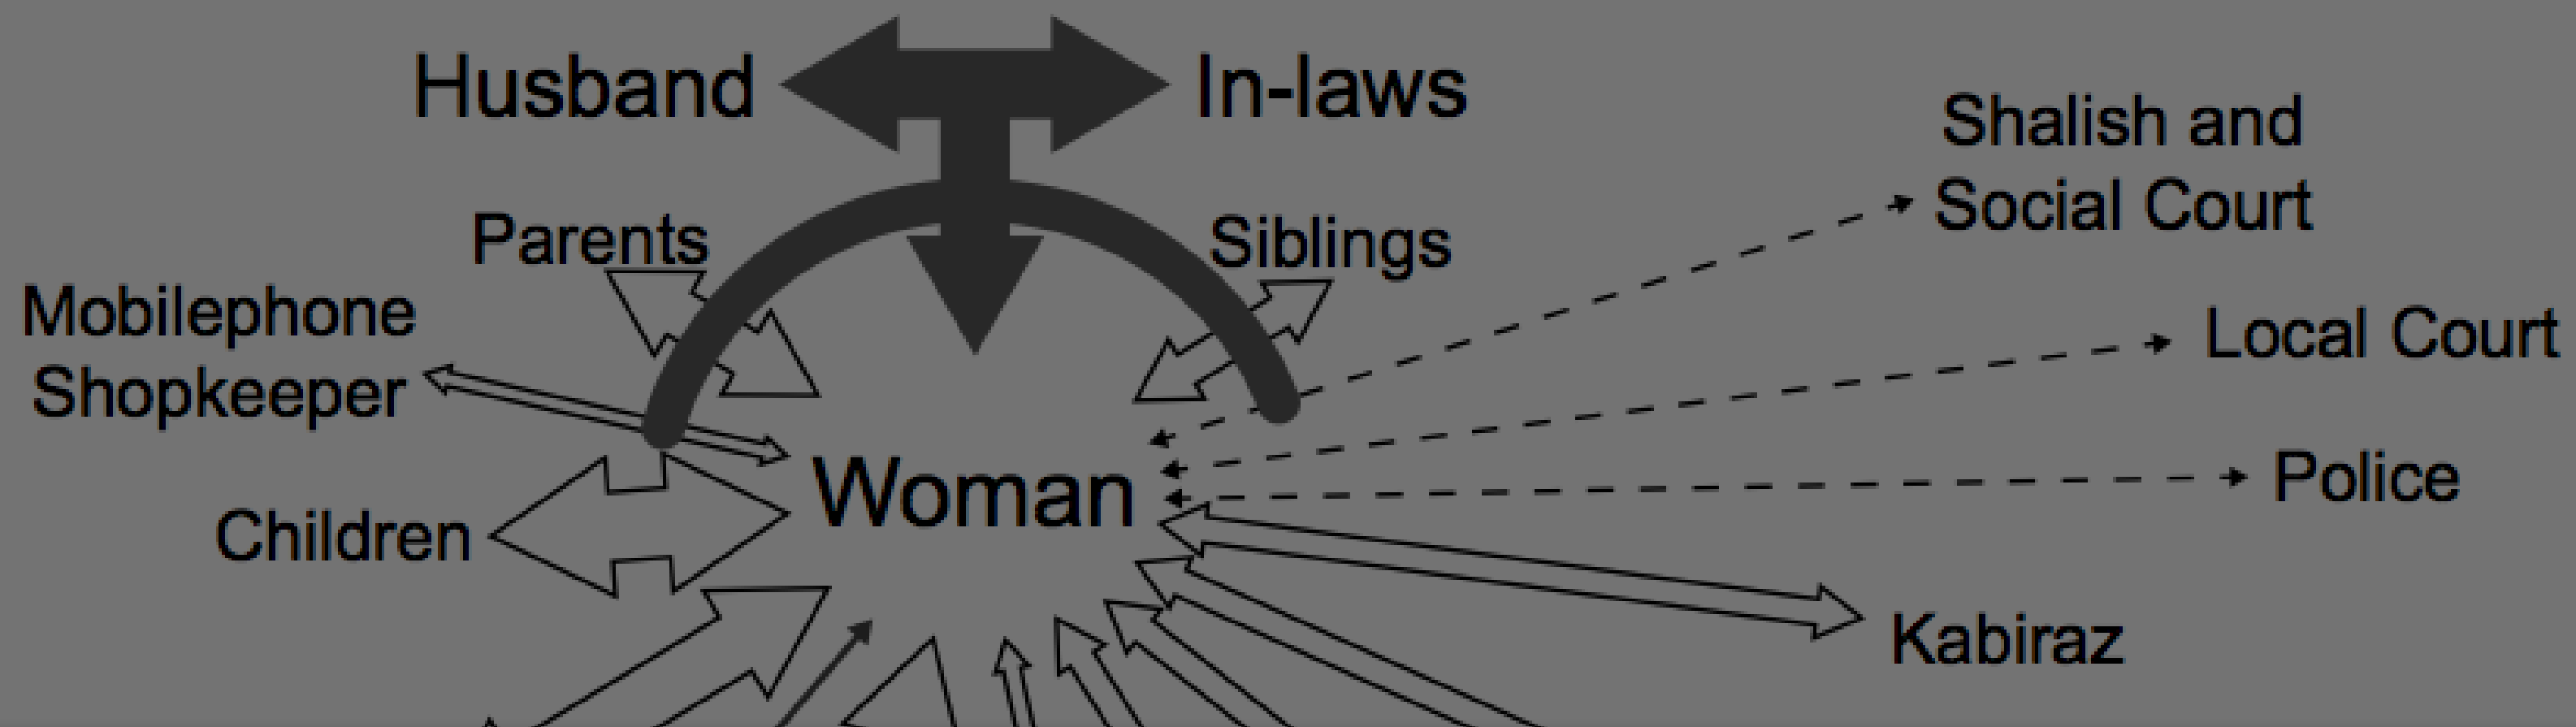 Husband
In-laws
Shalish and
Social Court
Parents
Siblings
Mobilephone
Shopkeeper
Local Court
Woman
Police
Children
Kabiraz